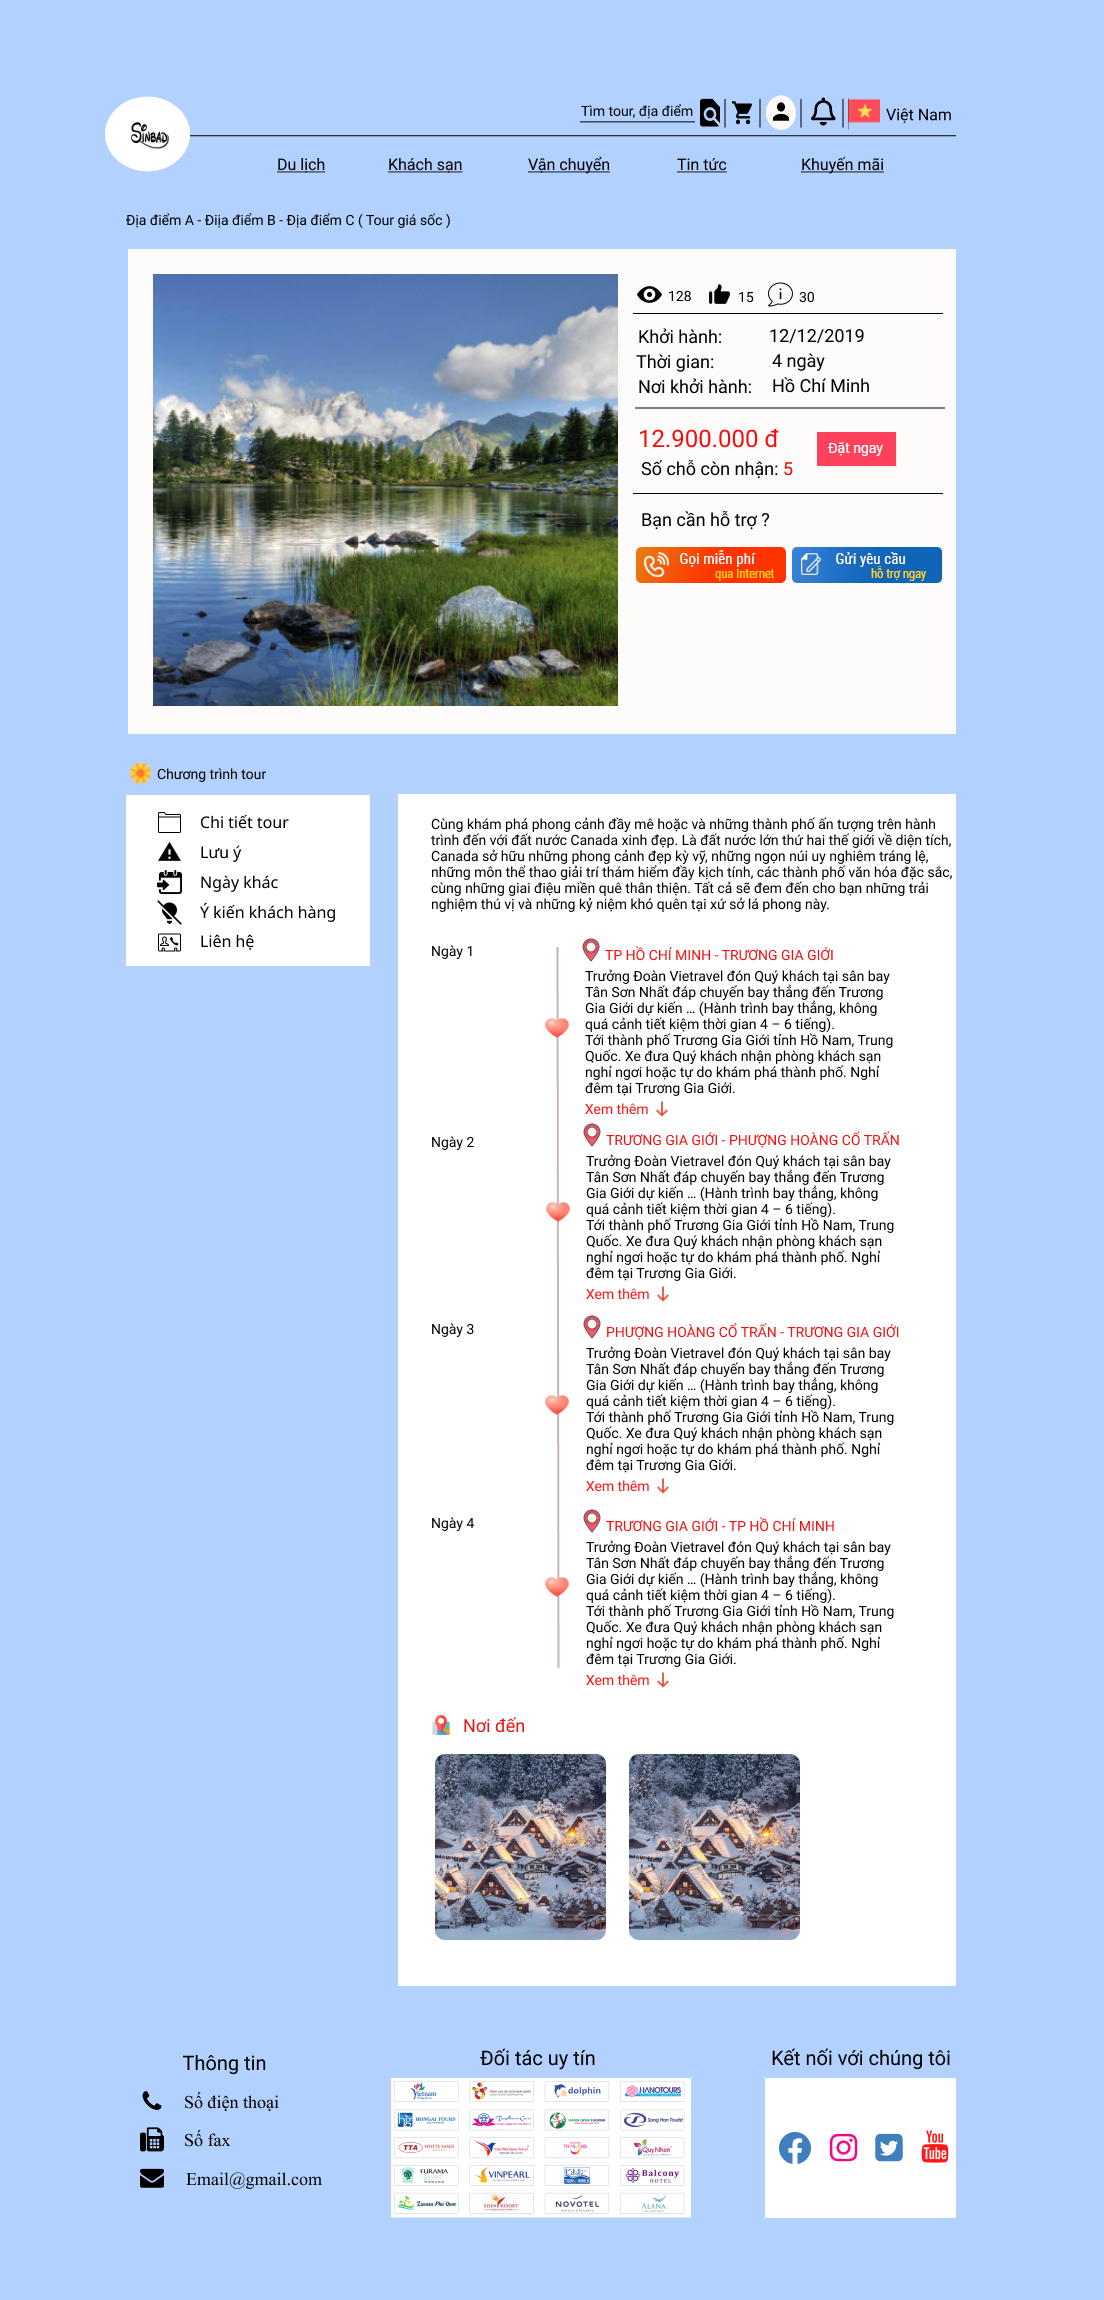 SINBAD
Tìm tour, địa điểm
Việt Nam
Du lịch
Khách sạn
Vận chuyển
Tin tức
Khuyến mãi
Địa điểm A - Điịa điểm B - Địa điểm C ( Tour giá sốc )
128
15
30
Khởi hành: 12/12/2019
Thời gian: 4 ngày
Nơi khởi hành: Hồ Chí Minh
12.900.000 đ
Đặt ngay
Số chỗ còn nhận: 5
Bạn cần hỗ trợ ?
Gọi miễn phí
qua internet
Gửi yêu cầu
hỗ trợ ngay
Chương trình tour
Chi tiết tour
Lưu ý
Ngày khác
Ý kiến khách hàng
Liên hệ
Cùng khám phá phong cảnh đầy mê hoặc và những thành phố ấn tượng trên hành
trình đến với đất nước Canada xinh đẹp. Là đất nước lớn thứ hai thế giới về diện tích,
Canada sở hữu những phong cảnh đẹp kỳ vỹ, những ngọn núi uy nghiêm tráng lệ,
những môn thể thao giải trí thám hiểm đầy kịch tính, các thành phố văn hóa đặc sắc,
cùng những giai điệu miền quê thân thiện. Tất cả sẽ đem đến cho bạn những trải
nghiệm thú vị và những kỷ niệm khó quên tại xứ sở lá phong này.
Ngày 1
TP HỒ CHÍ MINH - TRƯƠNG GIA GIỚI
Trưởng Đoàn Vietravel đón Quý khách tại sân bay
Tân Sơn Nhất đáp chuyến bay thẳng đến Trương
Gia Giới dự kiến ... (Hành trình bay thẳng, không
quá cảnh tiết kiệm thời gian 4 – 6 tiếng).
Tới thành phố Trương Gia Giới tỉnh Hồ Nam, Trung
Quốc. Xe đưa Quý khách nhận phòng khách sạn
nghỉ ngơi hoặc tự do khám phá thành phố. Nghỉ
đêm tại Trương Gia Giới.
Xem thêm
Ngày 2
TRƯƠNG GIA GIỚI - PHƯỢNG HOÀNG CỔ TRẤN
Trưởng Đoàn Vietravel đón Quý khách tại sân bay
Tân Sơn Nhất đáp chuyến bay thẳng đến Trương
Gia Giới dự kiến ... (Hành trình bay thẳng, không
quá cảnh tiết kiệm thời gian 4 – 6 tiếng).
Tới thành phố Trương Gia Giới tỉnh Hồ Nam, Trung
Quốc. Xe đưa Quý khách nhận phòng khách sạn
nghỉ ngơi hoặc tự do khám phá thành phố. Nghỉ
đêm tại Trương Gia Giới.
Xem thêm
Ngày 3
PHƯỢNG HOÀNG CỔ TRẤN - TRƯƠNG GIA GIỚI
Trưởng Đoàn Vietravel đón Quý khách tại sân bay
Tân Sơn Nhất đáp chuyến bay thẳng đến Trương
Gia Giới dự kiến ... (Hành trình bay thẳng, không
quá cảnh tiết kiệm thời gian 4 – 6 tiếng).
Tới thành phố Trương Gia Giới tỉnh Hồ Nam, Trung
Quốc. Xe đưa Quý khách nhận phòng khách sạn
nghỉ ngơi hoặc tự do khám phá thành phố. Nghỉ
đêm tại Trương Gia Giới.
Xem thêm
Ngày 4
TRƯƠNG GIA GIỚI - TP HỒ CHÍ MINH
Trưởng Đoàn Vietravel đón Quý khách tại sân bay
Tân Sơn Nhất đáp chuyến bay thẳng đến Trương
Gia Giới dự kiến ... (Hành trình bay thẳng, không
quá cảnh tiết kiệm thời gian 4 – 6 tiếng).
Tới thành phố Trương Gia Giới tỉnh Hồ Nam, Trung
Quốc. Xe đưa Quý khách nhận phòng khách sạn
nghỉ ngơi hoặc tự do khám phá thành phố. Nghỉ
đêm tại Trương Gia Giới.
Xem thêm
Nơi đến
Thông tin
Số điện thoại
Số fax
Email@gmail.com
Đối tác uy tín
Vietnam
dolphin
HANOTOURS
HONGAI TOURS
Song Han Tourist
TTA WHITE SAND
THAILAND
Quy Nhon
FURAMA
VINPEARL
Balcony
HOTEL
Lavara Phu Quoc
EDEN RESORT
NOVOTEL
ALANA
Kết nối với chúng tôi
You
Tube